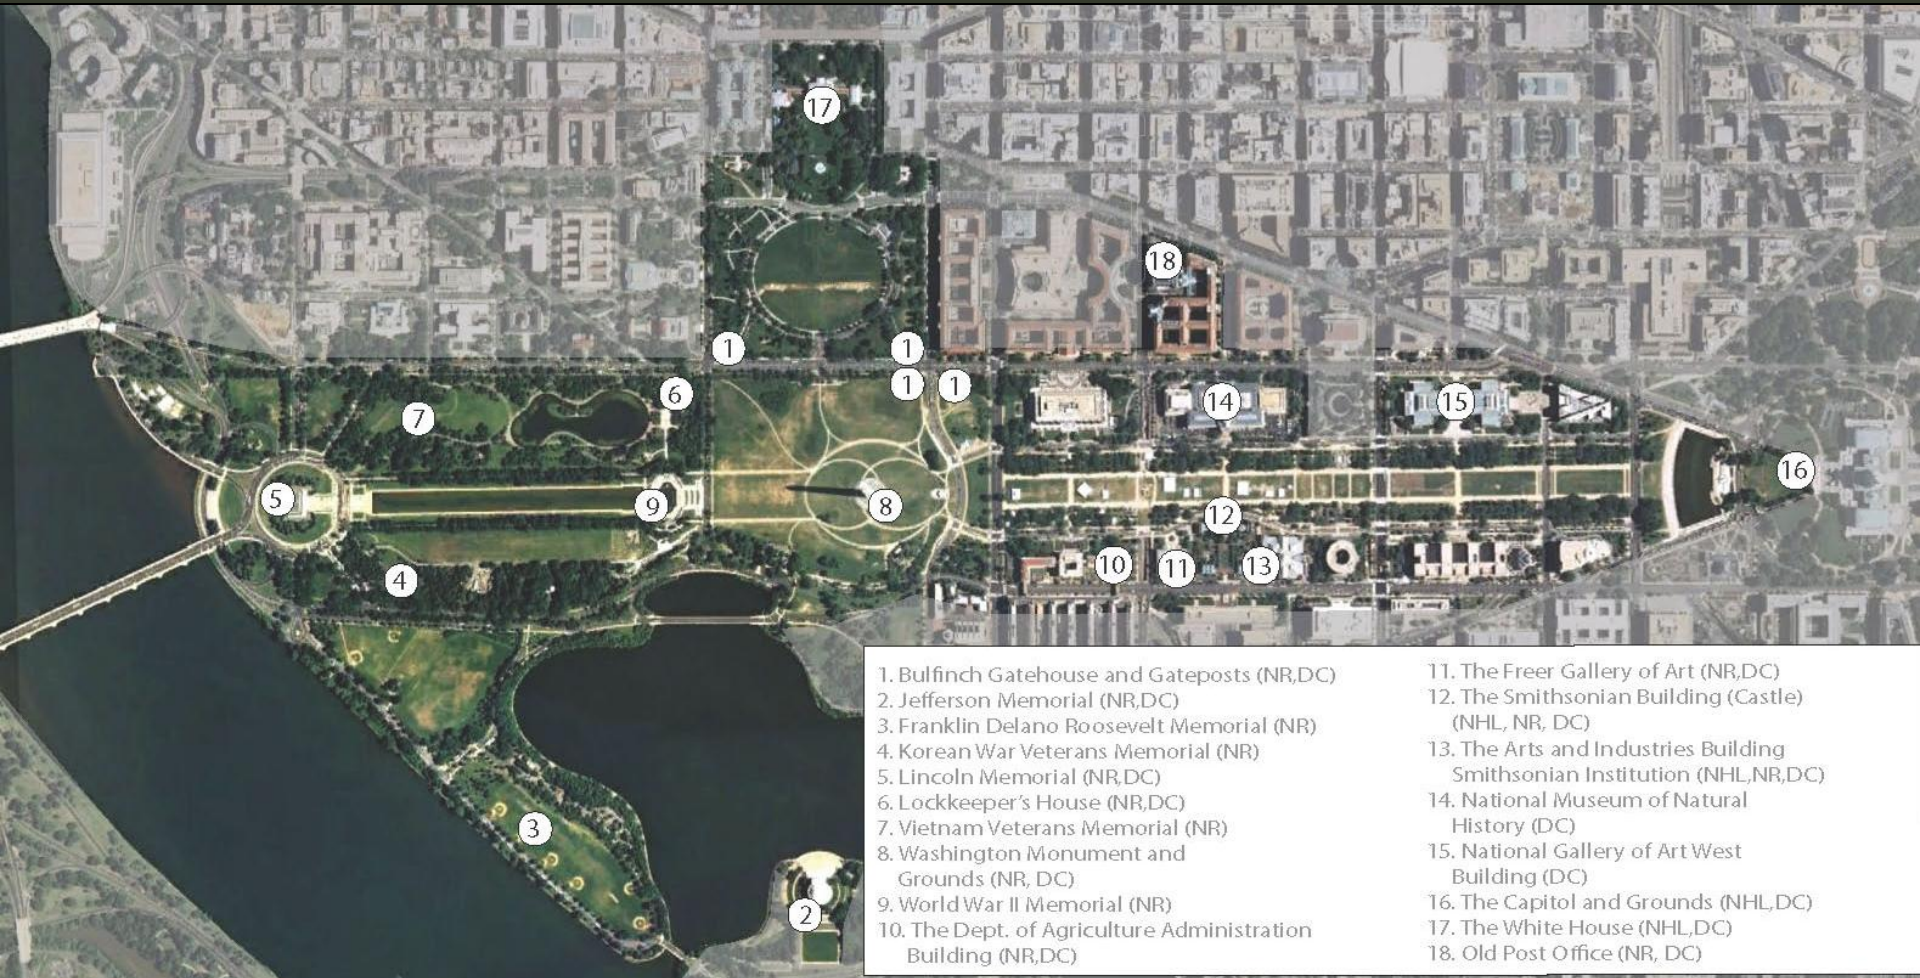 17
18
1
1
1
1
6
7
14
15
16
5
9
8
12
10
11
13
4
3
2
1. Bulfinch Gatehouse and Gateposts (NR,DC)
2. Jefferson Memorial (NR,DC)
3. Franklin Delano Roosevelt Memorial (NR)
4. Korean War Veterans Memorial (NR)
5. Lincoln Memorial (NR,DC)
6. Lockkeeper's House (NR,DC)
7. Vietnam Veterans Memorial (NR)
8. Washington Monument and
Grounds (NR, DC)
9. World War II Memorial (NR)
10. The Dept. of Agriculture Administration
Building (NR,DC)
11. The Freer Gallery of Art (NR,DC)
12. The Smithsonian Building (Castle)
(NHL, NR, DC)
13. The Arts and Industries Building
Smithsonian Institution (NHL,NR,DC)
14. National Museum of Natural
History (DC)
15. National Gallery of Art West
Building (DC)
16. The Capitol and Grounds (NHL,DC)
17. The White House (NHL,DC)
18. Old Post Office (NR, DC)